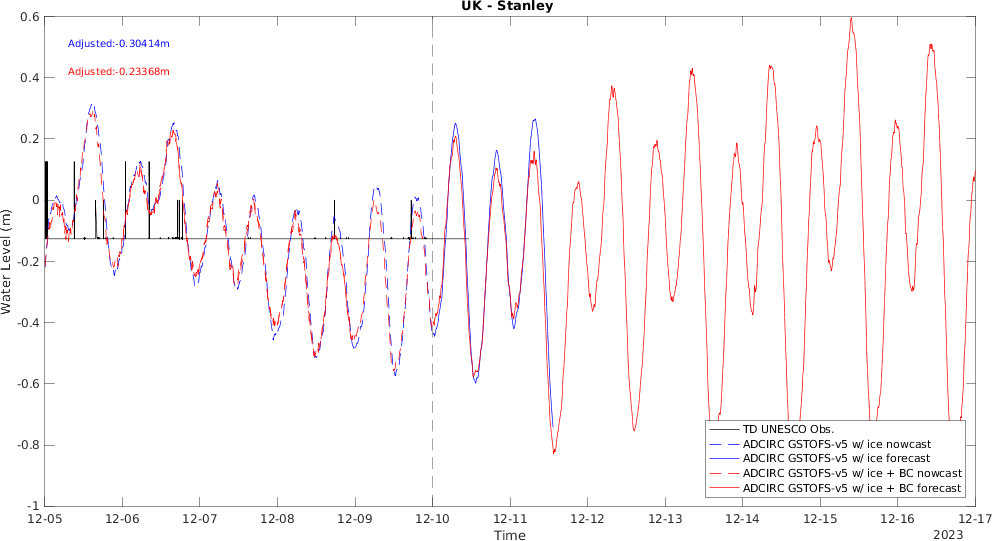 UK - Stanley
Adjusted:-0.30414m
Adjusted:-0.23368m
Water Level (m)
0.6
0.4
0.2
0
-0.2
-0.4
-0.6
-0.8
-1
TD UNESCO Obs.
ADCIRC GSTOFS-v5 w/ ice nowcast
ADCIRC GSTOFS-v5 w/ ice forecast
ADCIRC GSTOFS-v5 w/ ice + BC nowcast
ADCIRC GSTOFS-v5 w/ ice + BC forecast
12-05 12-06 12-07 12-08 12-09 12-10 12-11 12-12 12-13 12-14 12-15 12-16 12-17
Time
2023